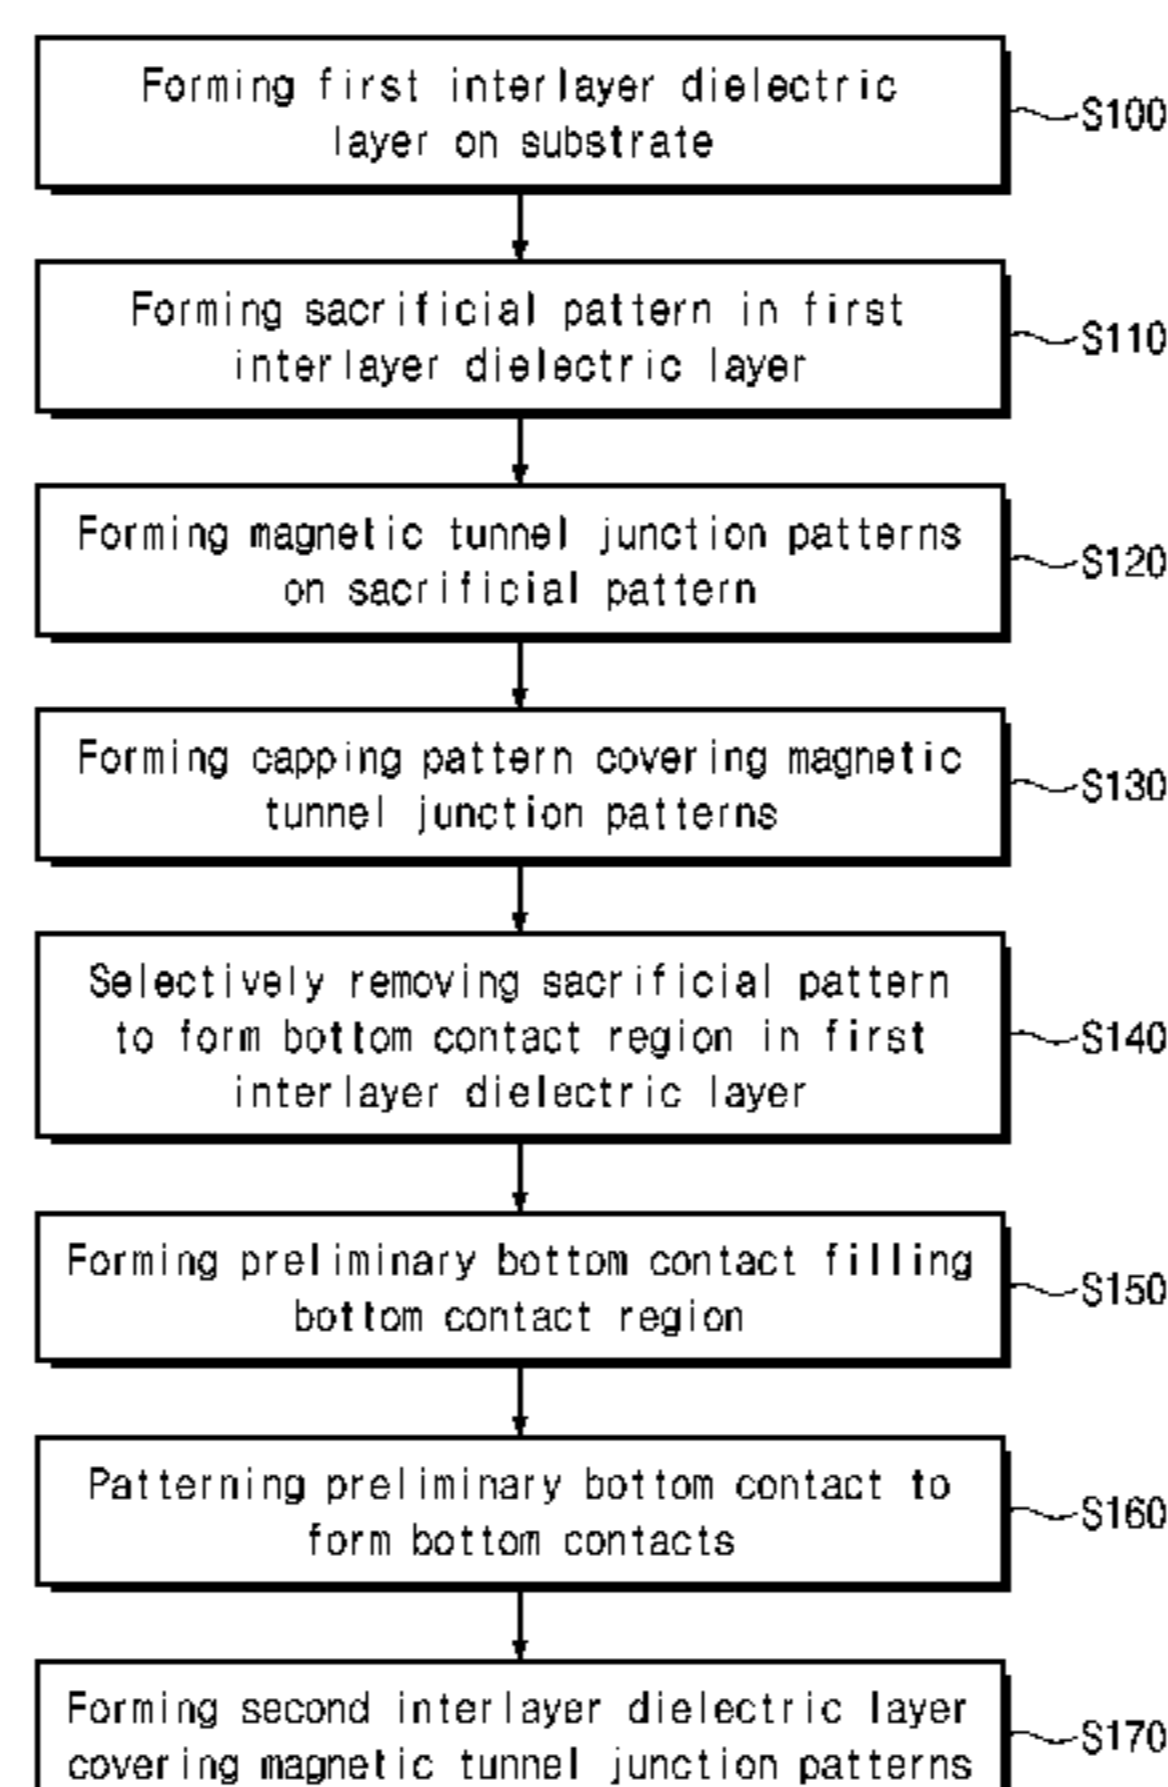 Forming first interlayer dielectric
layer on substrate
S100
Forming sacrificial pattern in first
interlayer dielectric layer
S110
Forming magnetic tunnel junction patterns
on sacrificial pattern
S120
Forming capping pattern covering magnetic
tunnel junction patterns
S130
Selectively removing sacrificial pattern
to form bottom contact region in first
interlayer dielectric layer
S140
Forming preliminary bottom contact filling
bottom contact region
S150
Patterning preliminary bottom contact to
form bottom contacts
S160
Forming second interlayer dielectric layer
covering magnetic tunnel junction patterns
S170